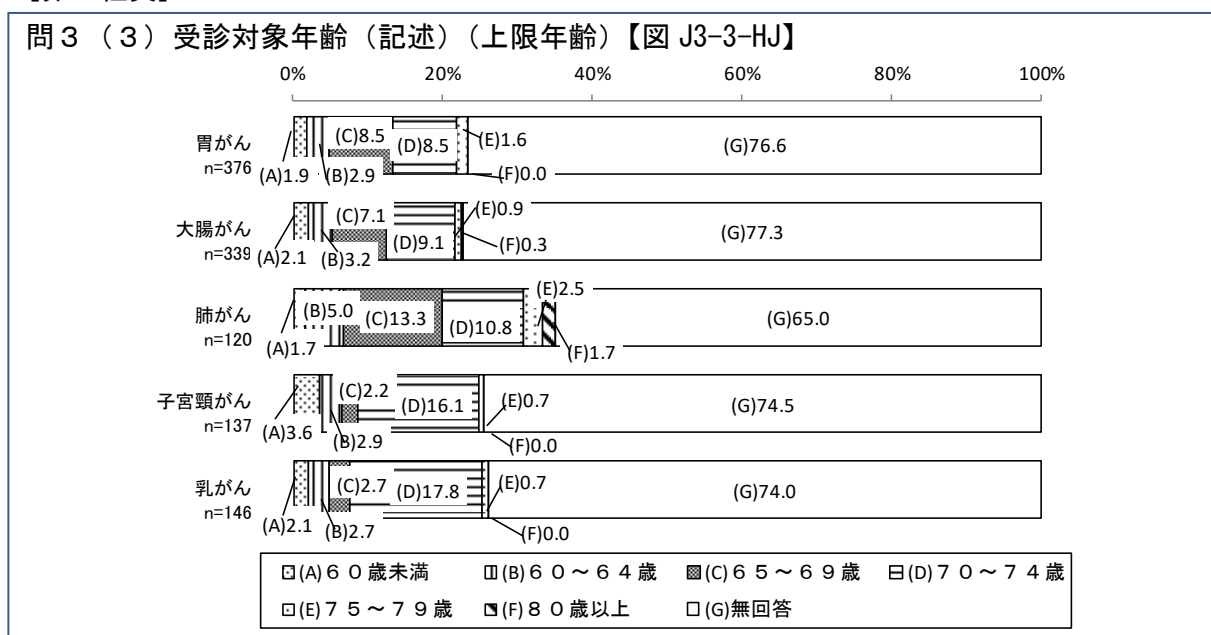 問３（３）受診対象年齢（記述）（上限年齢）【図 J3-3-HJ】
0% 20% 40% 60% 80% 100%
胃がん
n=376
(A)1.9 (B)2.9 (C)8.5 (D)8.5 (E)1.6 (F)0.0 (G)76.6
大腸がん
n=339
(A)2.1 (B)3.2 (C)7.1 (D)9.1 (E)0.9 (F)0.3 (G)77.3
肺がん
n=120
(A)1.7 (B)5.0 (C)13.3 (D)10.8 (E)2.5 (F)1.7 (G)65.0
子宮頸がん
n=137
(A)3.6 (B)2.9 (C)2.2 (D)16.1 (E)0.7 (F)0.0 (G)74.5
乳がん
n=146
(A)2.1 (B)2.7 (C)2.7 (D)17.8 (E)0.7 (F)0.0 (G)74.0
(A)６０歳未満 (B)６０～６４歳 (C)６５～６９歳 (D)７０～７４歳
(E)７５～７９歳 (F)８０歳以上 (G)無回答